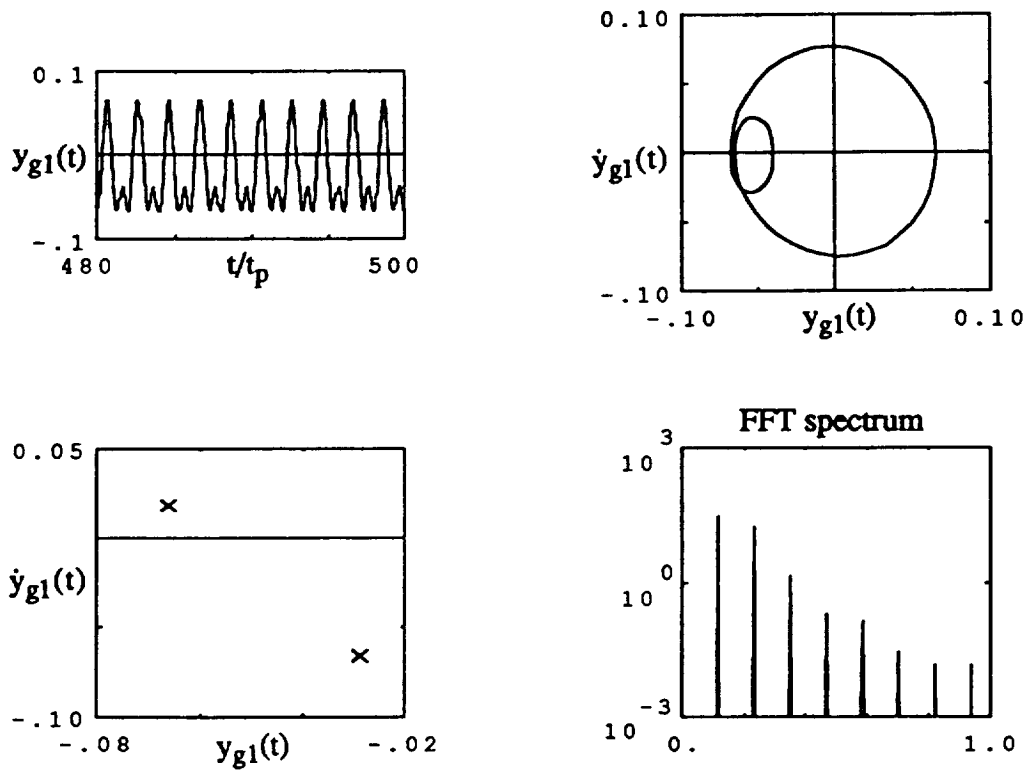 0.1
y_g1(t)
-.1
480
t/t_p
500
0.10
ẏ_g1(t)
-.10
-.10
y_g1(t)
0.10
0.05
ẏ_g1(t)
-.10
-.08
y_g1(t)
-.02
FFT spectrum
10^3
10^0
10^-3
0.
1.0